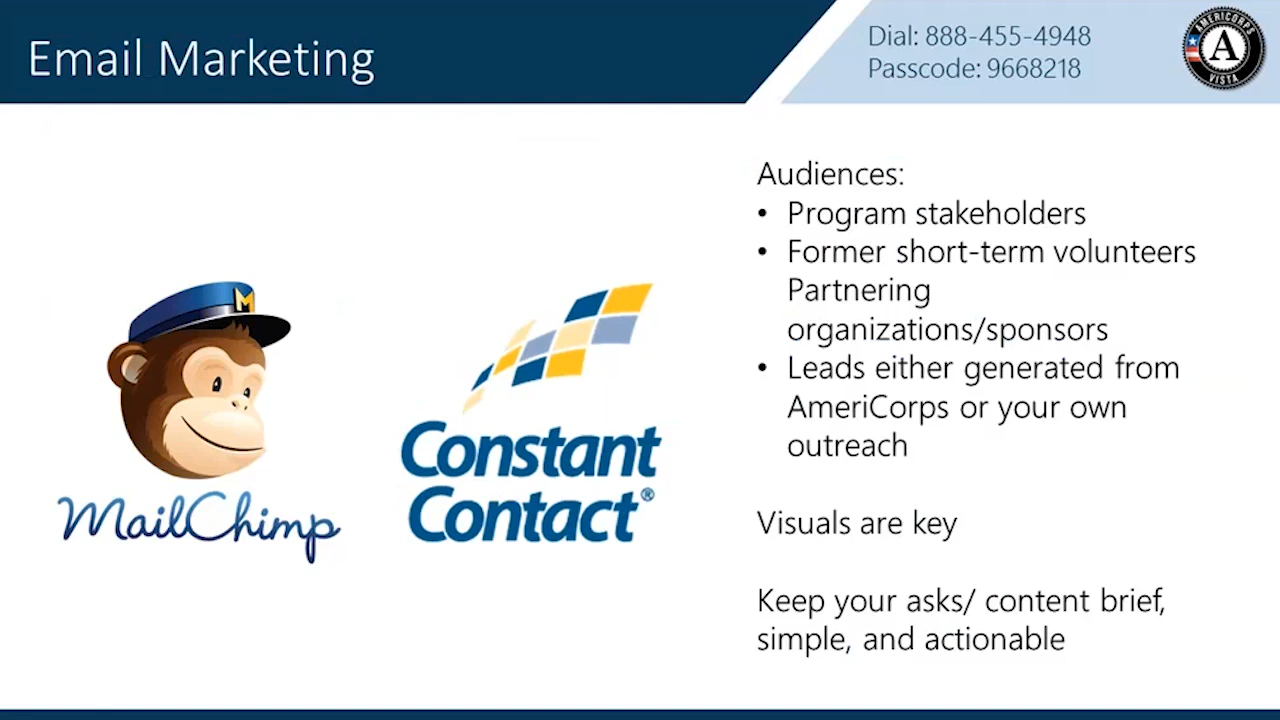 Email Marketing
Dial: 888-455-4948
Passcode: 9668218
AMERICORPS
A
VISTA
Audiences:
• Program stakeholders
• Former short-term volunteers
Partnering
organizations/sponsors
• Leads either generated from
AmeriCorps or your own
outreach
Visuals are key
Keep your asks/ content brief,
simple, and actionable
M
MailChimp
Constant
Contact®